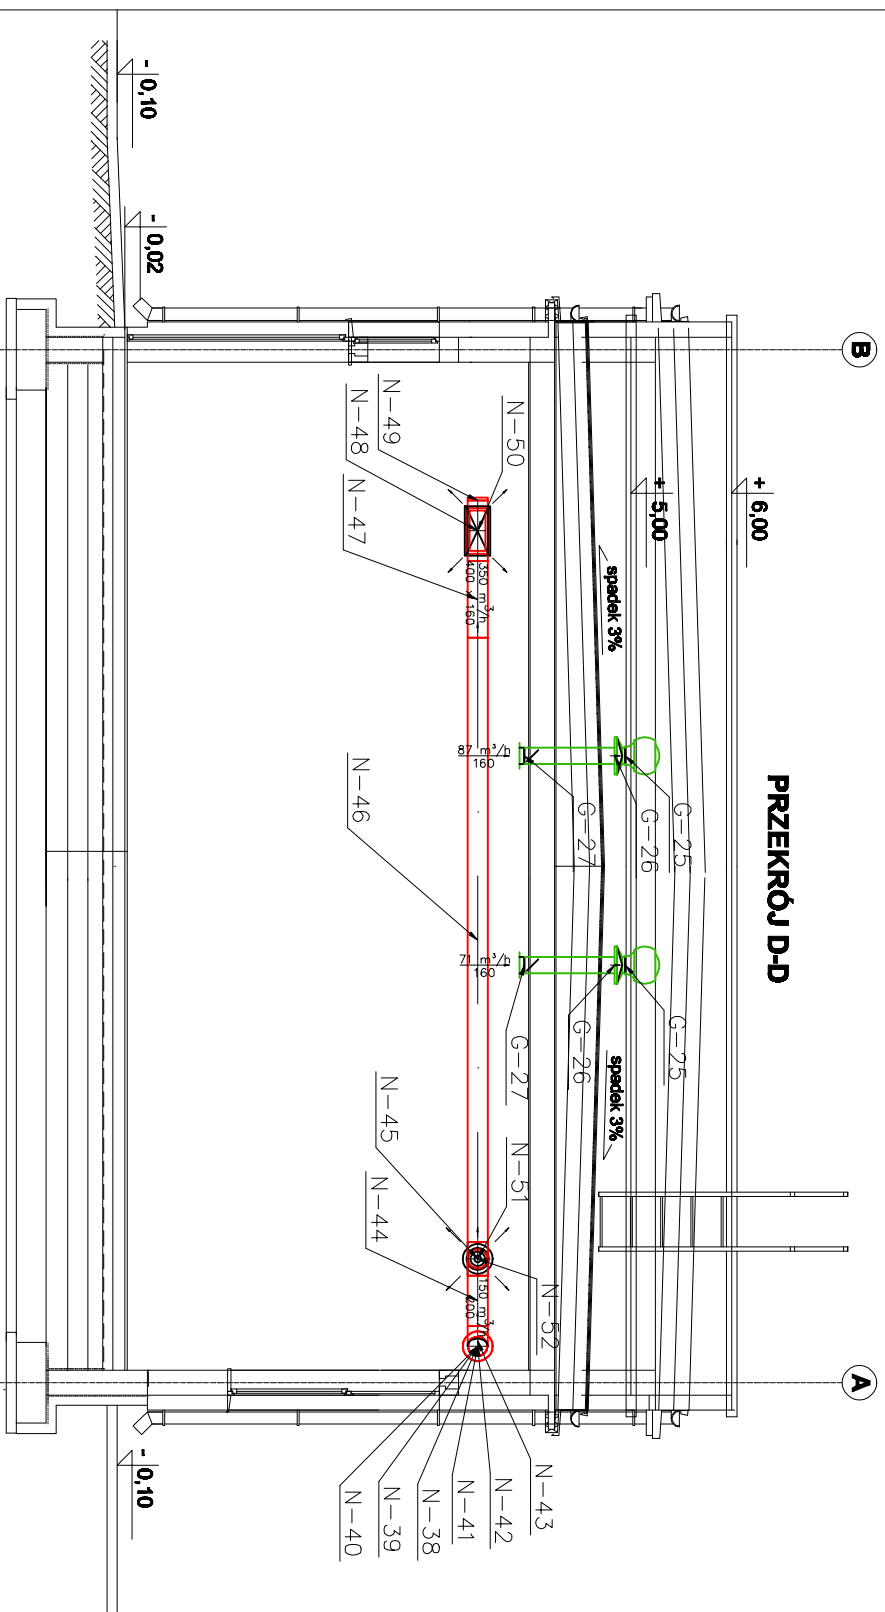 PRZEKRÓJ D-D
B
A
+ 6,00
+ 5,00
spadek 3%
spadek 3%
- 0,10
- 0,02
- 0,10
G-25
G-26
G-27
G-25
G-26
G-27
N-50
N-49
N-48
N-47
350 m³/h
400 x 160
87 m³/h
160
N-46
71 m³/h
160
N-45
N-44
N-51
N-52
150 m³/h
200
N-43
N-42
N-41
N-38
N-39
N-40